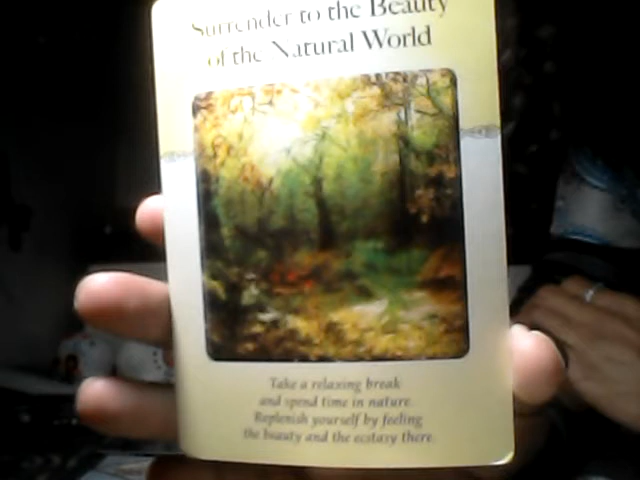 Surrender to the Beauty
of the Natural World
Take a relaxing break
and spend time in nature.
Replenish yourself by feeling
the beauty and the ecstasy there.